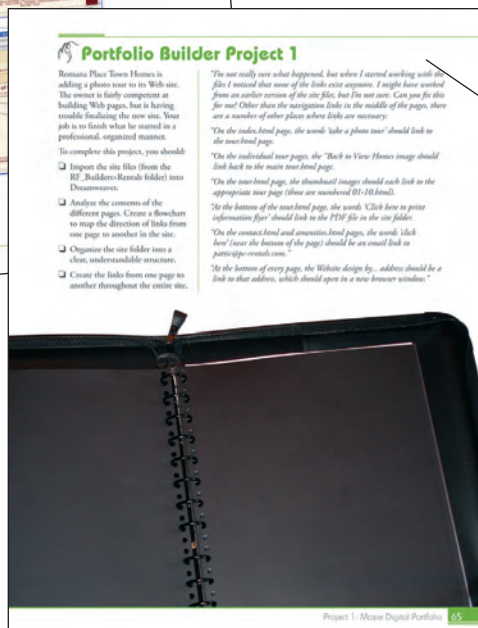 Portfolio Builder Project 1
Romana Place Town Homes is
adding a photo tour to its Web site.
The owner is fairly competent at
building Web pages, but is having
trouble finalizing the new site. Your
job is to finish what he started in a
professional, organized manner.
To complete this project, you should:
❏ Import the site files (from the
RF_Builders>Rentals folder) into
Dreamweaver.
❏ Analyze the contents of the
different pages. Create a flowchart
to map the direction of links from
one page to another in the site.
❏ Organize the site folder into a
clear, understandable structure.
❏ Create the links from one page to
another throughout the entire site.
"I'm not really sure what happened, but when I started working with the
files I noticed that none of the links exist anymore. I might have worked
from an earlier version of the site files, but I'm not sure. Can you fix this
for me? Other than the navigation links in the middle of the pages, there
are a number of other places where links are necessary.
"On the index.html page, the words 'take a photo tour' should link to
the tour.html page.
"On the individual tour pages, the "Back to View Homes image should
link back to the main tour.html page.
"On the tour.html page, the thumbnail images should each link to the
appropriate tour page (those are numbered 01-10.html).
"At the bottom of the tour.html page, the words 'Click here to print
information flyer' should link to the PDF file in the site folder.
"On the contact.html and amenities.html pages, the words 'click
here' (near the bottom of the page) should be an email link to
pattic@pc-rentals.com."
"At the bottom of every page, the Website design by... address should be a
link to that address, which should open in a new browser window."
Project 1: Moxie Digital Portfolio 65